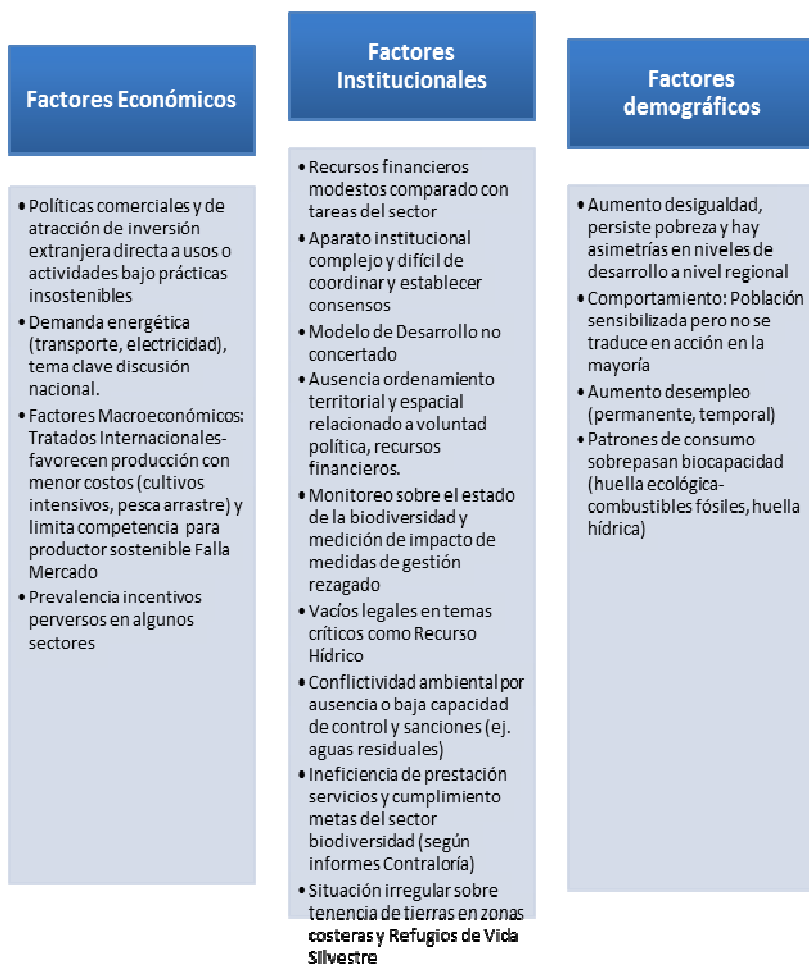 Factores Económicos
• Políticas comerciales y de
atracción de inversión
extranjera directa a usos o
actividades bajo prácticas
insostenibles
• Demanda energética
(transporte, electricidad),
tema clave discusión
nacional.
• Factores Macroeconómicos:
Tratados Internacionales-
favorecen producción con
menor costos (cultivos
intensivos, pesca arrastre) y
limita competencia para
productor sostenible Falla
Mercado
• Prevalencia incentivos
perversos en algunos
sectores
Factores
Institucionales
• Recursos financieros
modestos comparado con
tareas del sector
• Aparato institucional
complejo y difícil de
coordinar y establecer
consensos
• Modelo de Desarrollo no
concertado
• Ausencia ordenamiento
territorial y espacial
relacionado a voluntad
política, recursos
financieros.
• Monitoreo sobre el estado
de la biodiversidad y
medición de impacto de
medidas de gestión
rezagado
• Vacíos legales en temas
críticos como Recurso
Hídrico
• Conflictividad ambiental por
ausencia o baja capacidad
de control y sanciones (ej.
aguas residuales)
• Ineficiencia de prestación
servicios y cumplimiento
metas del sector
biodiversidad (según
informes Contraloría)
• Situación irregular sobre
tenencia de tierras en zonas
costeras y Refugios de Vida
Silvestre
Factores
demográficos
• Aumento desigualdad,
persiste pobreza y hay
asimetrías en niveles de
desarrollo a nivel regional
• Comportamiento: Población
sensibilizada pero no se
traduce en acción en la
mayoría
• Aumento desempleo
(permanente, temporal)
• Patrones de consumo
sobrepasan biocapacidad
(huella ecológica-
combustibles fósiles, huella
hídrica)